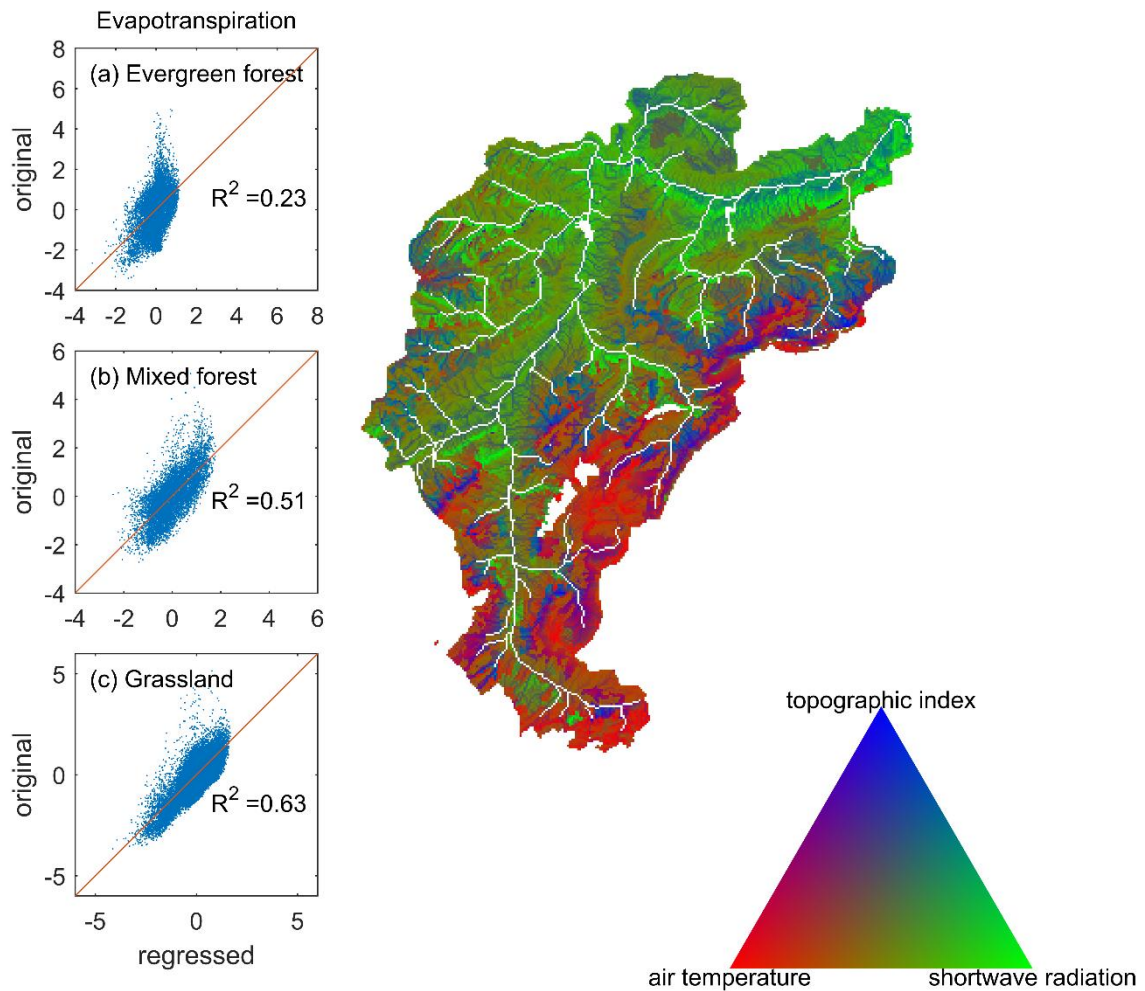 Evapotranspiration
8
(a) Evergreen forest
6
4
original
2
R² =0.23
0
-2
-4
-4 -2 0 2 4 6 8
6
(b) Mixed forest
4
original
2
R² =0.51
0
-2
-4
-4 -2 0 2 4 6
5
(c) Grassland
original
0
R² =0.63
-5
-5 0 5
regressed
topographic index
air temperature
shortwave radiation